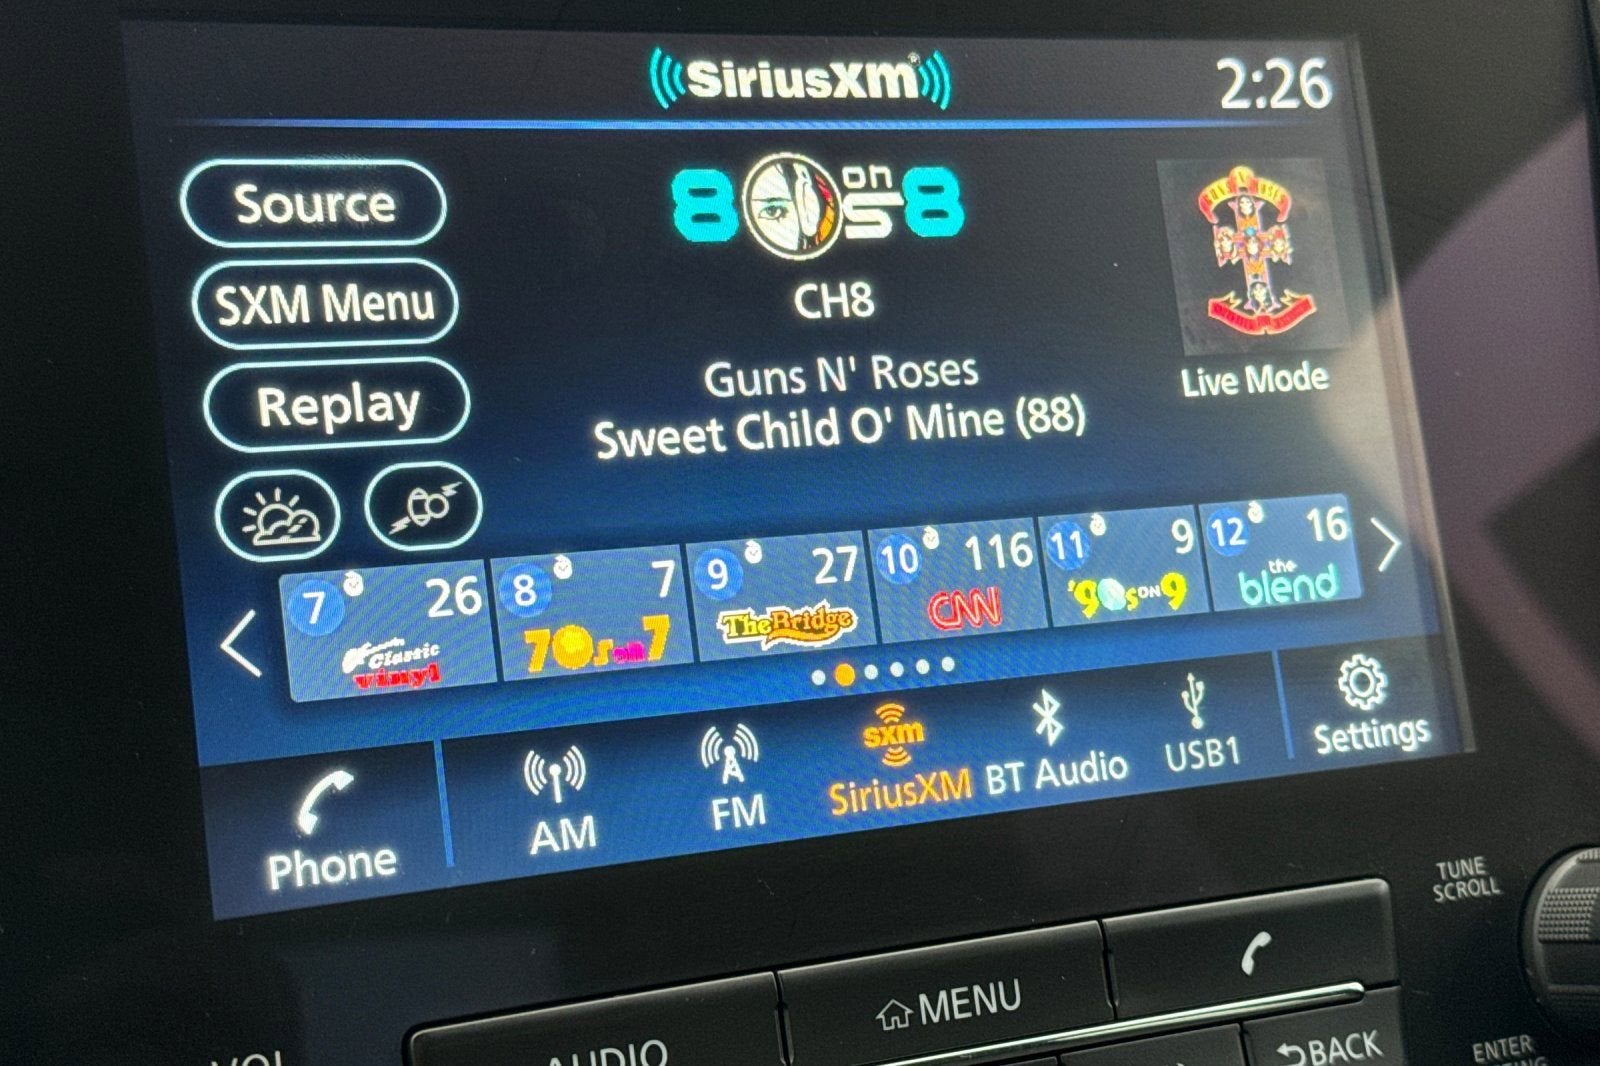 SiriusXm
2:26
Source
SXM Menu
Replay
80s on 8
CH8
Guns N' Roses
Sweet Child O' Mine (88)
GUNS N' ROSES
Live Mode
7 26
Classic
vinyl
8 7
70s on 7
9 27
The Bridge
10 116
CNN
11 9
'90s ON 9
12 16
the
blend
Phone
AM
FM
sxm
SiriusXM
BT Audio
USB1
Settings
TUNE
SCROLL
MENU
AUDIO
VOL
BACK
ENTER